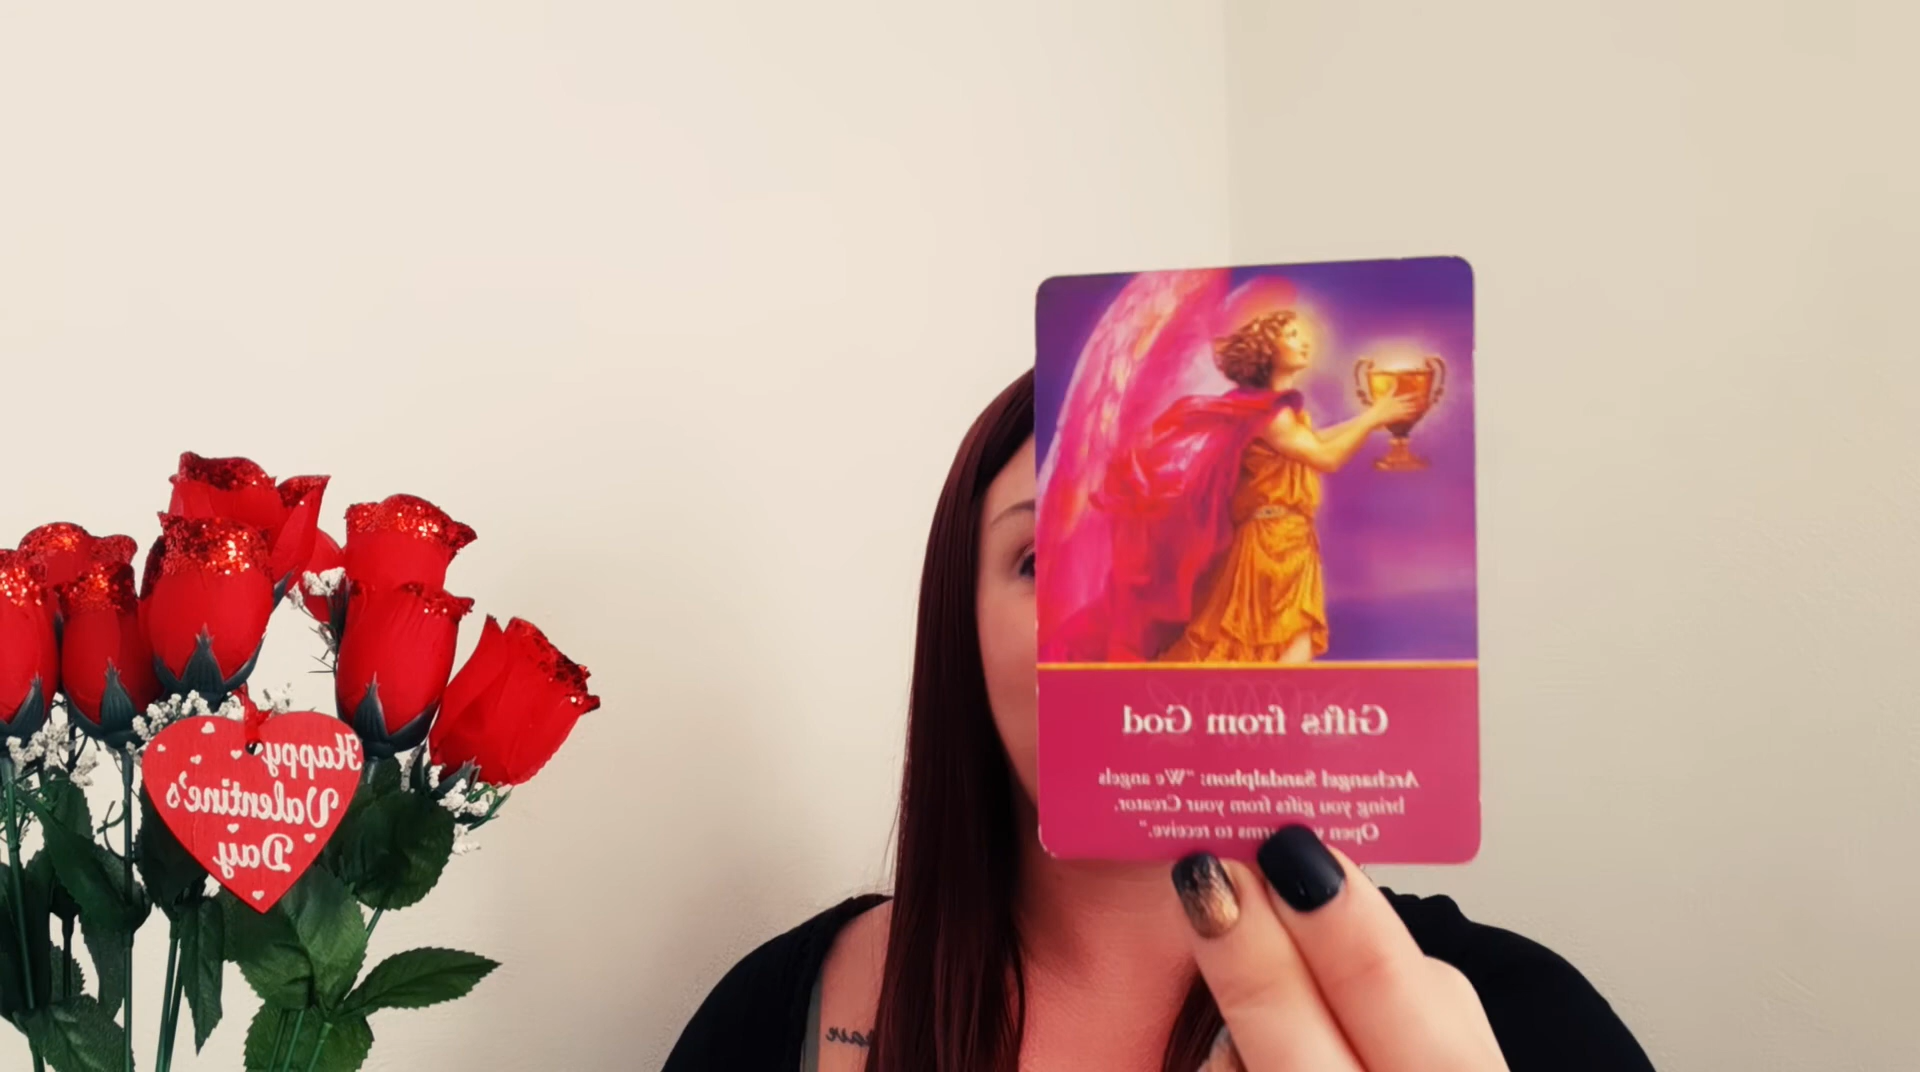 Happy
Valentine's
Day
Gifts from God
Archangel Sandalphon: "We angels
bring you gifts from your Creator.
Open to receive."